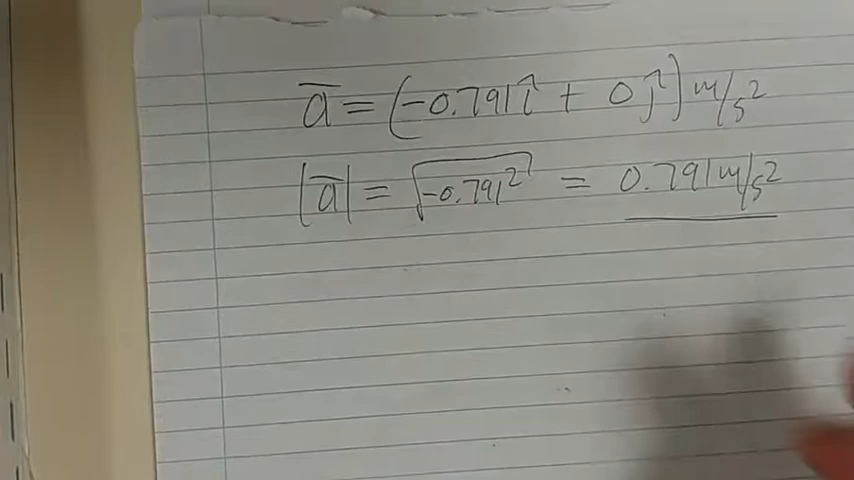 a̅ = (-0.791î + 0ĵ) m/s²
|a̅| = √-0.791² = 0.791 m/s²